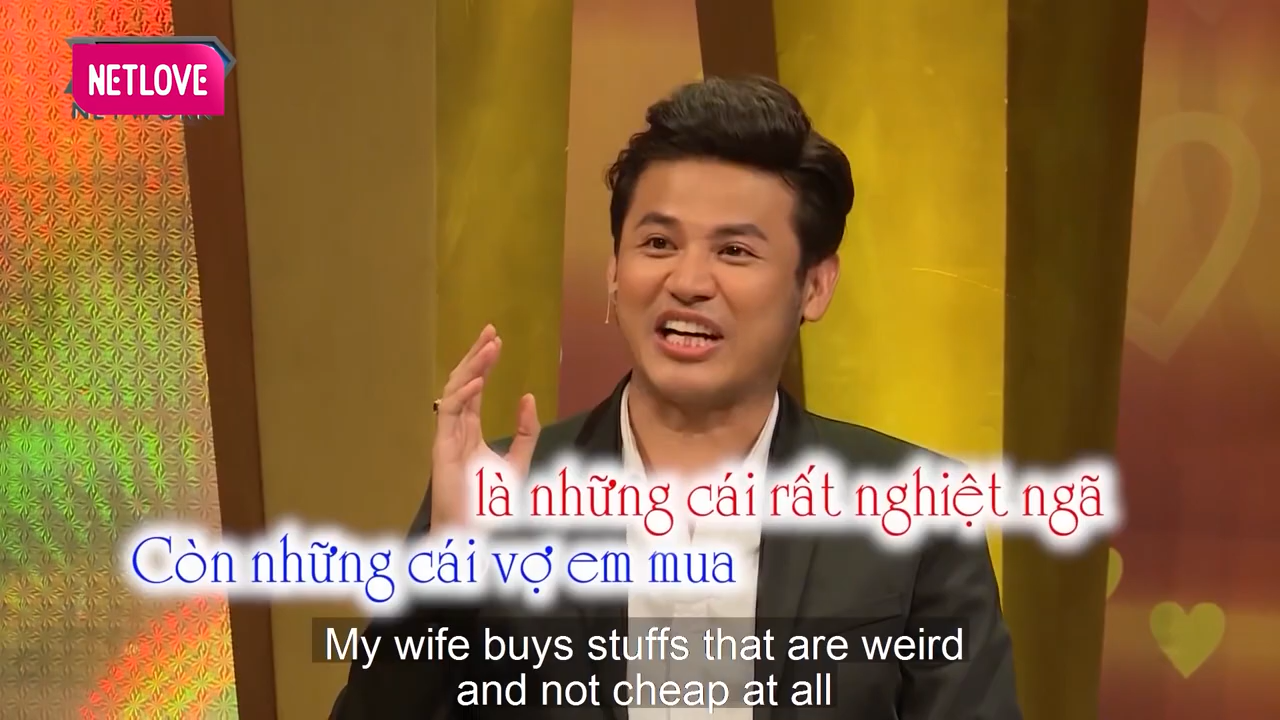 NETLOVE
là những cái rất nghiệt ngã
Còn những cái vợ em mua
My wife buys stuffs that are weird
and not cheap at all